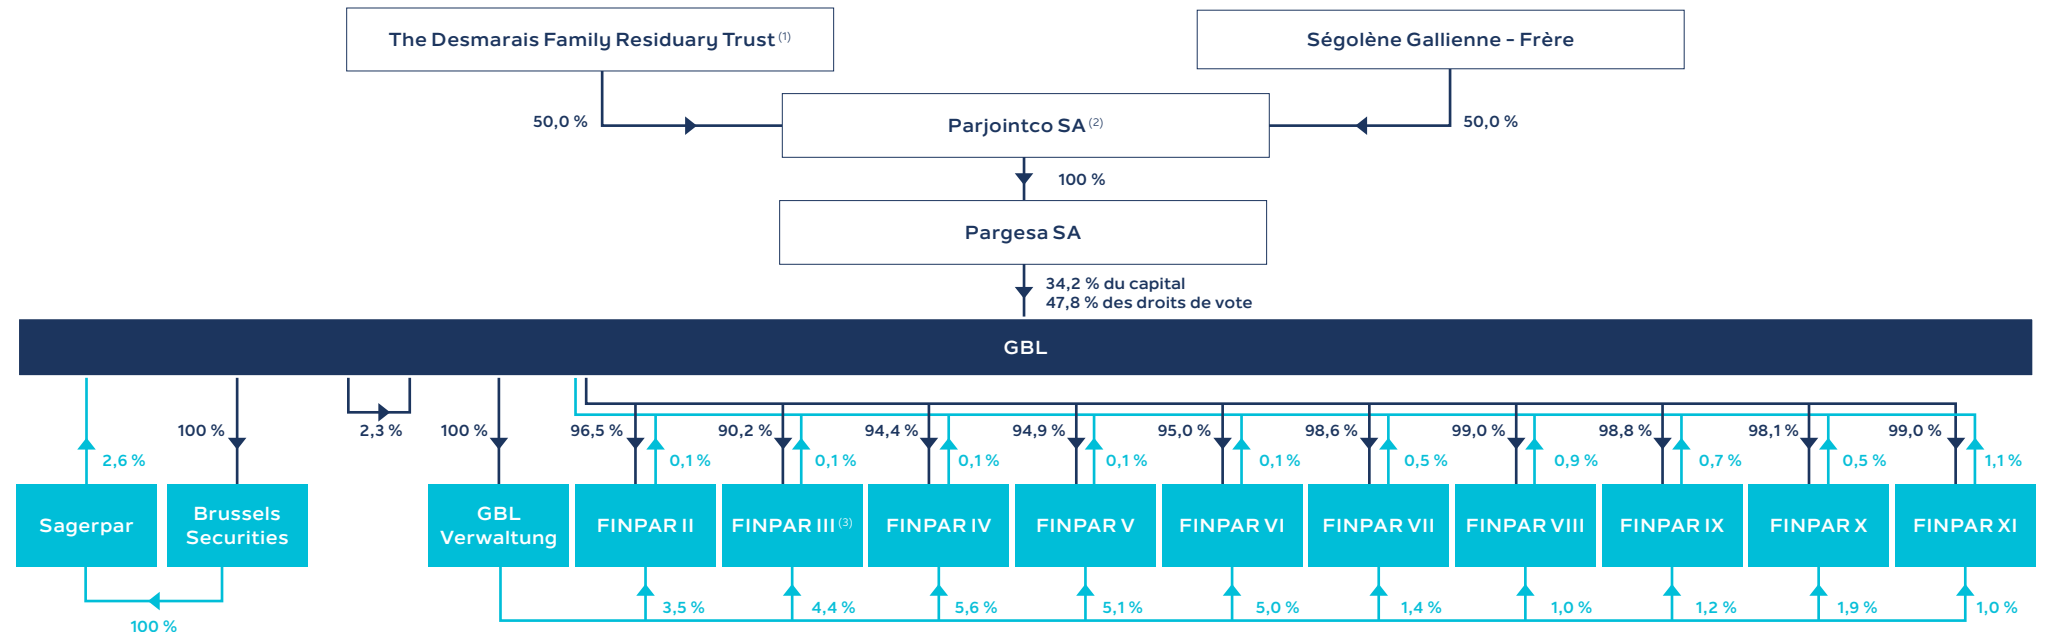 The Desmarais Family Residuary Trust (1)
Ségolène Gallienne - Frère
50,0 %
Parjointco SA (2)
50,0 %
100 %
Pargesa SA
34,2 % du capital
47,8 % des droits de vote
GBL
100 %
2,3 %
100 %
96,5 %
90,2 %
94,4 %
94,9 %
95,0 %
98,6 %
99,0 %
98,8 %
98,1 %
99,0 %
2,6 %
0,1 %
0,1 %
0,1 %
0,1 %
0,1 %
0,5 %
0,9 %
0,7 %
0,5 %
1,1 %
Sagerpar
Brussels
Securities
GBL
Verwaltung
FINPAR II
FINPAR III (3)
FINPAR IV
FINPAR V
FINPAR VI
FINPAR VII
FINPAR VIII
FINPAR IX
FINPAR X
FINPAR XI
3,5 %
4,4 %
5,6 %
5,1 %
5,0 %
1,4 %
1,0 %
1,2 %
1,9 %
1,0 %
100 %